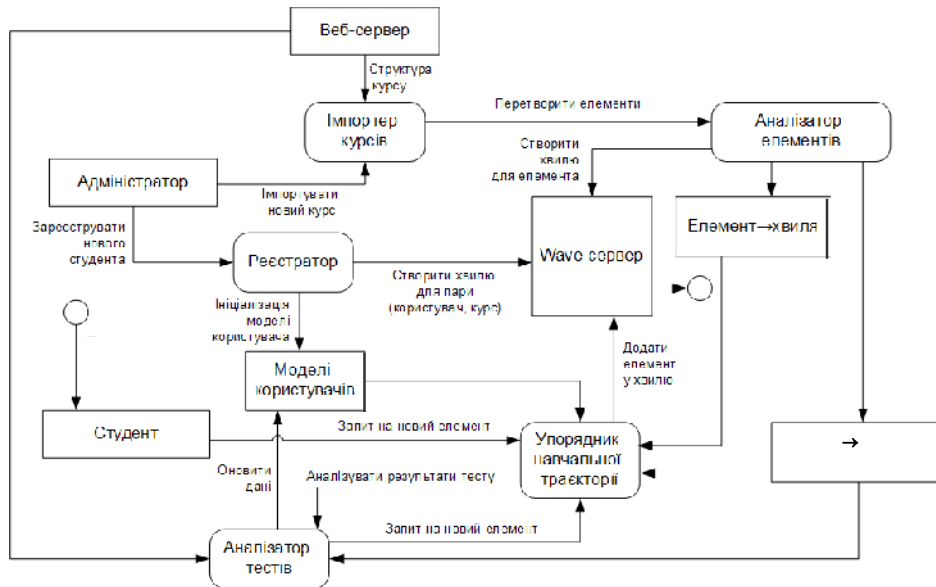 Веб-сервер
Структура
курсу
Імпортер
курсів
Перетворити елементи
Аналізатор
елементів
Створити
хвилю
для елемента
Адміністратор
Імпортувати
новий курс
Зареєструвати
нового
студента
Wave сервер
Елемент→хвиля
Реєстратор
Створити хвилю
для пари
(користувач, курс)
Ініціалізація
моделі
користувача
Додати
елемент
у хвилю
Моделі
користувачів
Студент
Запит на новий елемент
Упорядник
навчальної
траєкторії
→
Оновити
дані
Аналізувати результати тесту
Запит на новий елемент
Аналізатор
тестів